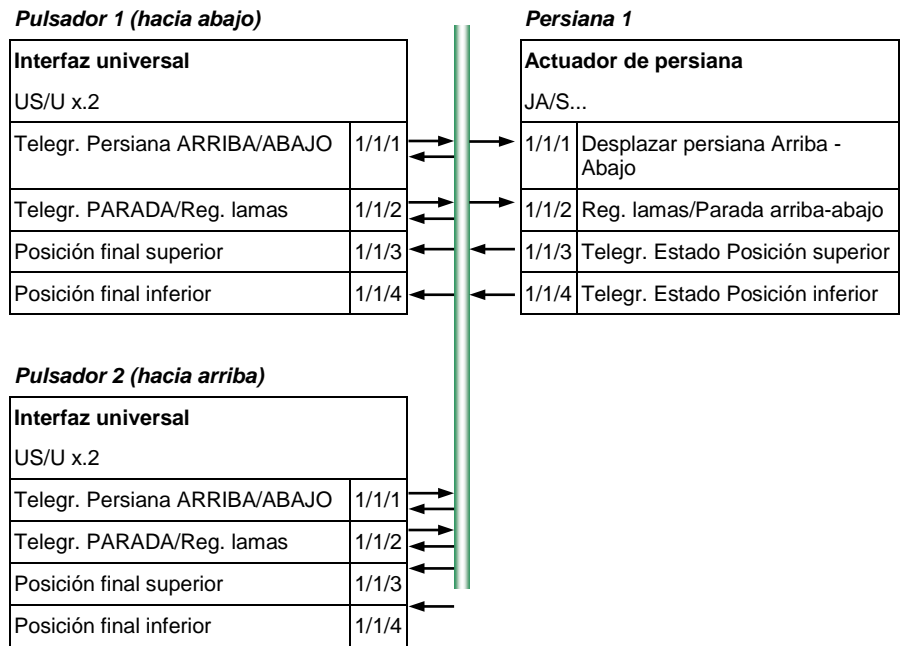 Pulsador 1 (hacia abajo)
Interfaz universal
US/U x.2
Telegr. Persiana ARRIBA/ABAJO 1/1/1
Telegr. PARADA/Reg. lamas 1/1/2
Posición final superior 1/1/3
Posición final inferior 1/1/4
Persiana 1
Actuador de persiana
JA/S...
1/1/1 Desplazar persiana Arriba -
Abajo
1/1/2 Reg. lamas/Parada arriba-abajo
1/1/3 Telegr. Estado Posición superior
1/1/4 Telegr. Estado Posición inferior
Pulsador 2 (hacia arriba)
Interfaz universal
US/U x.2
Telegr. Persiana ARRIBA/ABAJO 1/1/1
Telegr. PARADA/Reg. lamas 1/1/2
Posición final superior 1/1/3
Posición final inferior 1/1/4